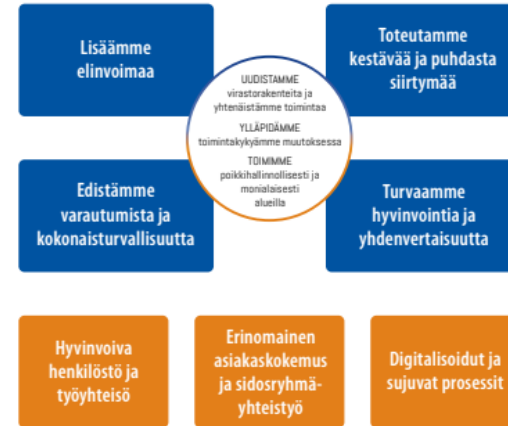 Lisäämme
elinvoimaa
Toteutamme
kestävää ja puhdasta
siirtymää
UUDISTAMME
virastorakenteita ja
yhtenäistämme toimintaa
YLLÄPIDÄMME
toimintakykyämme muutoksessa
TOIMIMME
poikkihallinnollisesti ja
monialaisesti
alueilla
Edistämme
varautumista ja
kokonaisturvallisuutta
Turvaamme
hyvinvointia ja
yhdenvertaisuutta
Hyvinvoiva
henkilöstö ja
työyhteisö
Erinomainen
asiakaskokemus
ja sidosryhmä-
yhteistyö
Digitalisoidut ja
sujuvat prosessit